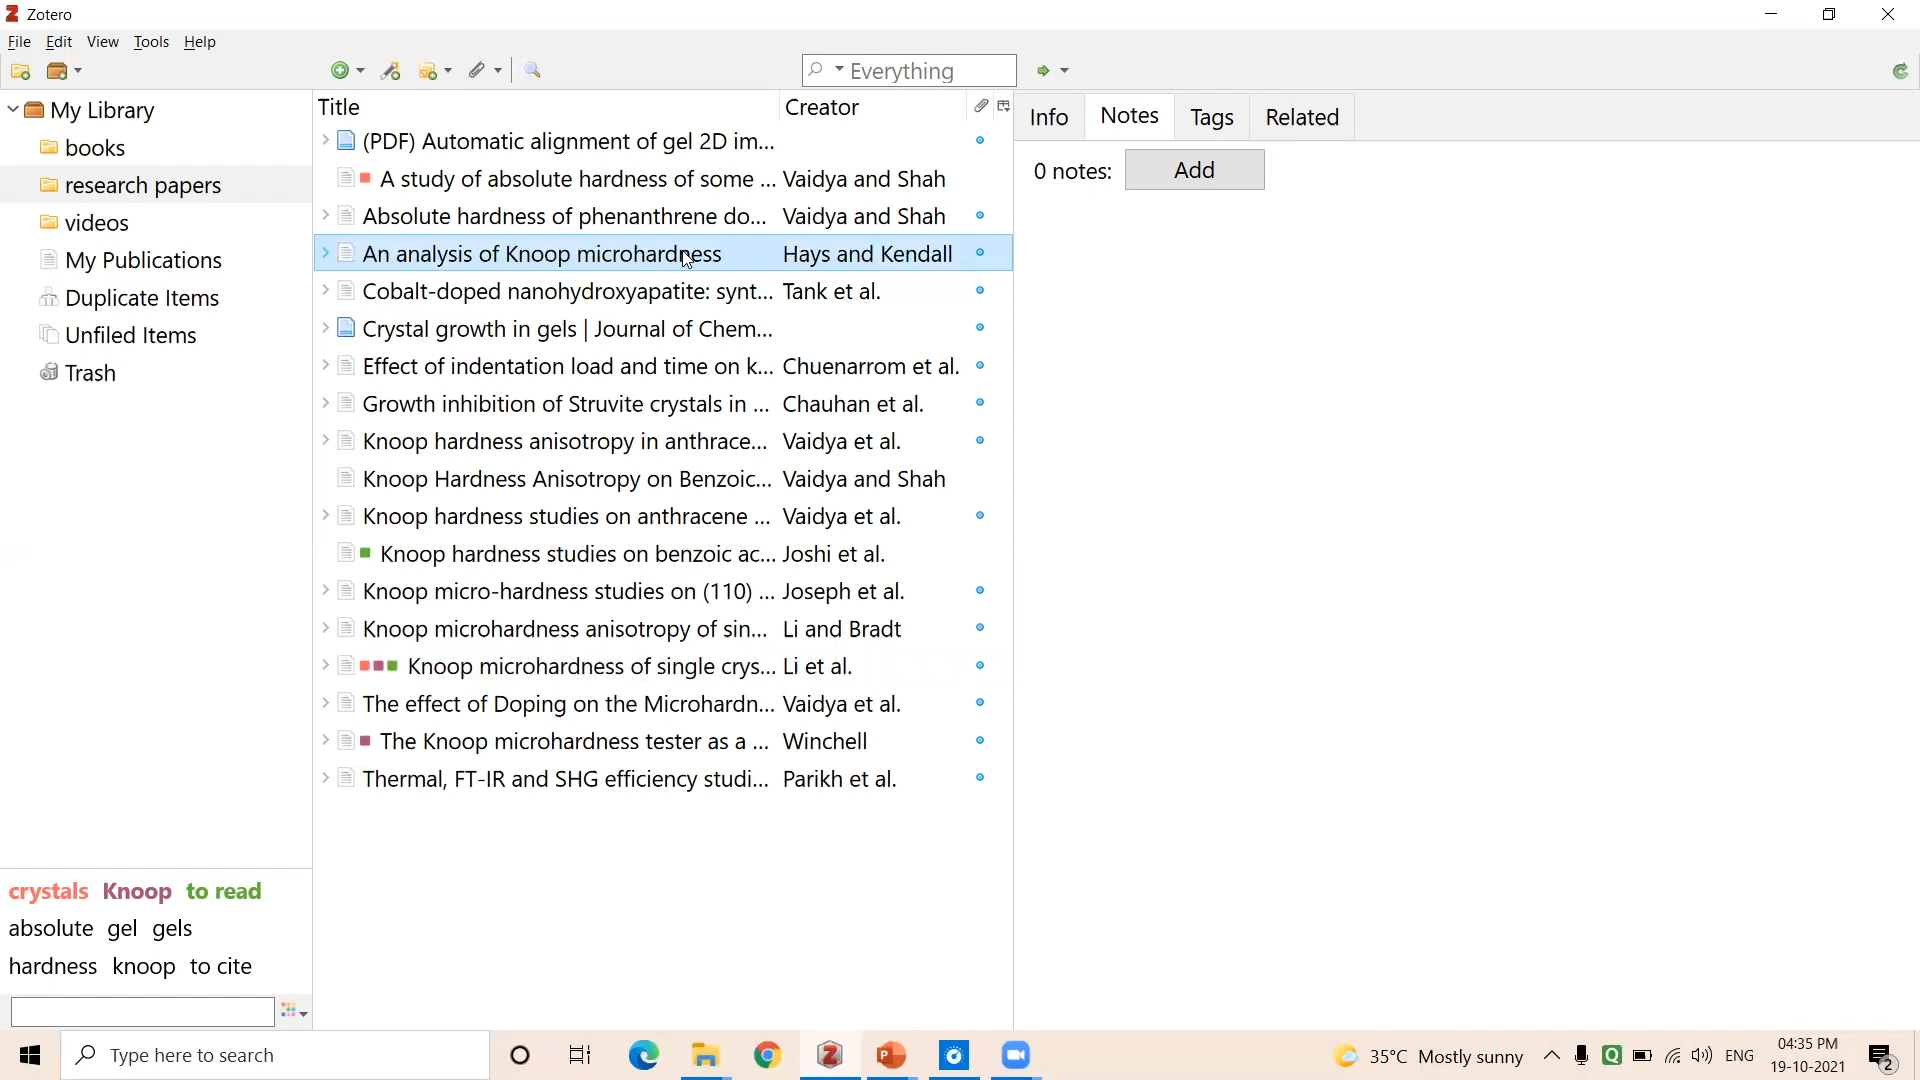 Zotero
File Edit View Tools Help
Everything
My Library
books
research papers
videos
My Publications
Duplicate Items
Unfiled Items
Trash
Title Creator
(PDF) Automatic alignment of gel 2D im...
A study of absolute hardness of some ... Vaidya and Shah
Absolute hardness of phenanthrene do... Vaidya and Shah
An analysis of Knoop microhardness Hays and Kendall
Cobalt-doped nanohydroxyapatite: synt... Tank et al.
Crystal growth in gels | Journal of Chem...
Effect of indentation load and time on k... Chuenarrom et al.
Growth inhibition of Struvite crystals in ... Chauhan et al.
Knoop hardness anisotropy in anthrace... Vaidya et al.
Knoop Hardness Anisotropy on Benzoic... Vaidya and Shah
Knoop hardness studies on anthracene ... Vaidya et al.
Knoop hardness studies on benzoic ac... Joshi et al.
Knoop micro-hardness studies on (110) ... Joseph et al.
Knoop microhardness anisotropy of sin... Li and Bradt
Knoop microhardness of single crys... Li et al.
The effect of Doping on the Microhardn... Vaidya et al.
The Knoop microhardness tester as a ... Winchell
Thermal, FT-IR and SHG efficiency studi... Parikh et al.
Info Notes Tags Related
0 notes: Add
crystals Knoop to read
absolute gel gels
hardness knoop to cite
Type here to search
35°C Mostly sunny
ENG
04:35 PM
19-10-2021
2